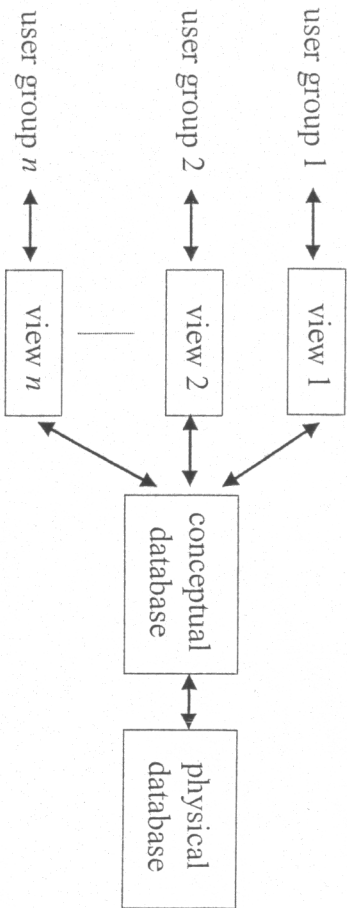 user group 1
view 1
user group 2
view 2
user group n
view n
conceptual
database
physical
database